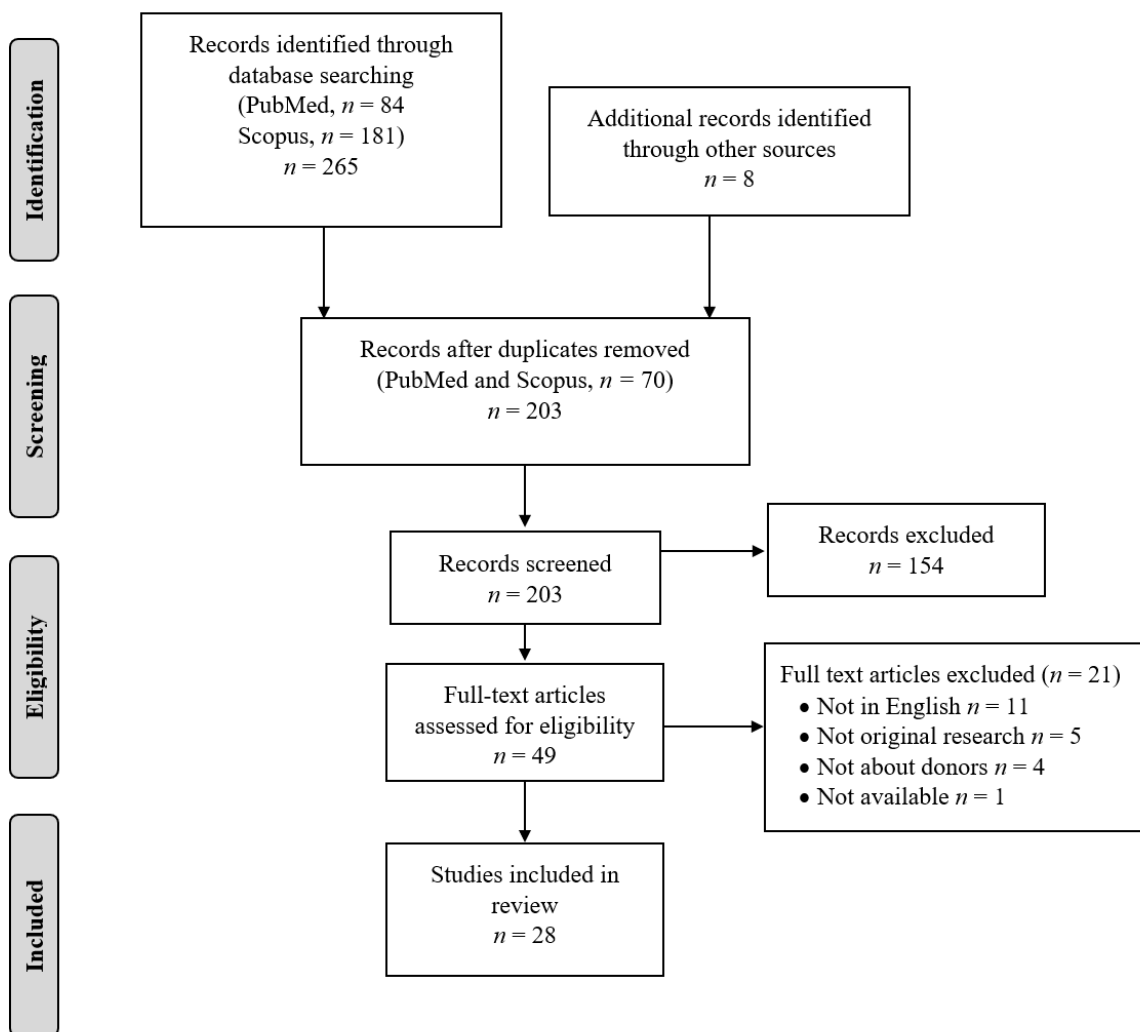 Identification
Records identified through
database searching
(PubMed, n = 84
Scopus, n = 181)
n = 265
Additional records identified
through other sources
n = 8
Screening
Records after duplicates removed
(PubMed and Scopus, n = 70)
n = 203
Records screened
n = 203
Records excluded
n = 154
Eligibility
Full-text articles
assessed for eligibility
n = 49
Full text articles excluded (n = 21)
• Not in English n = 11
• Not original research n = 5
• Not about donors n = 4
• Not available n = 1
Included
Studies included in
review
n = 28